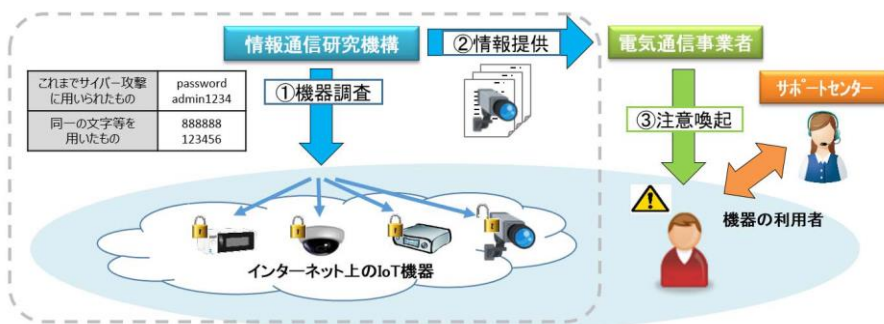 情報通信研究機構
②情報提供
電気通信事業者
これまでサイバー攻撃
に用いられたもの
password
admin1234
同一の文字等を
用いたもの
888888
123456
①機器調査
サポートセンター
③注意喚起
機器の利用者
インターネット上のIoT機器